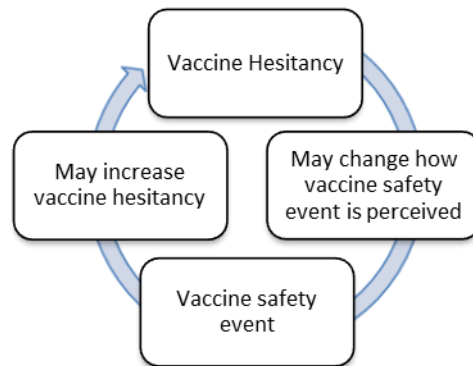 Vaccine Hesitancy
May change how
vaccine safety
event is perceived
Vaccine safety
event
May increase
vaccine hesitancy